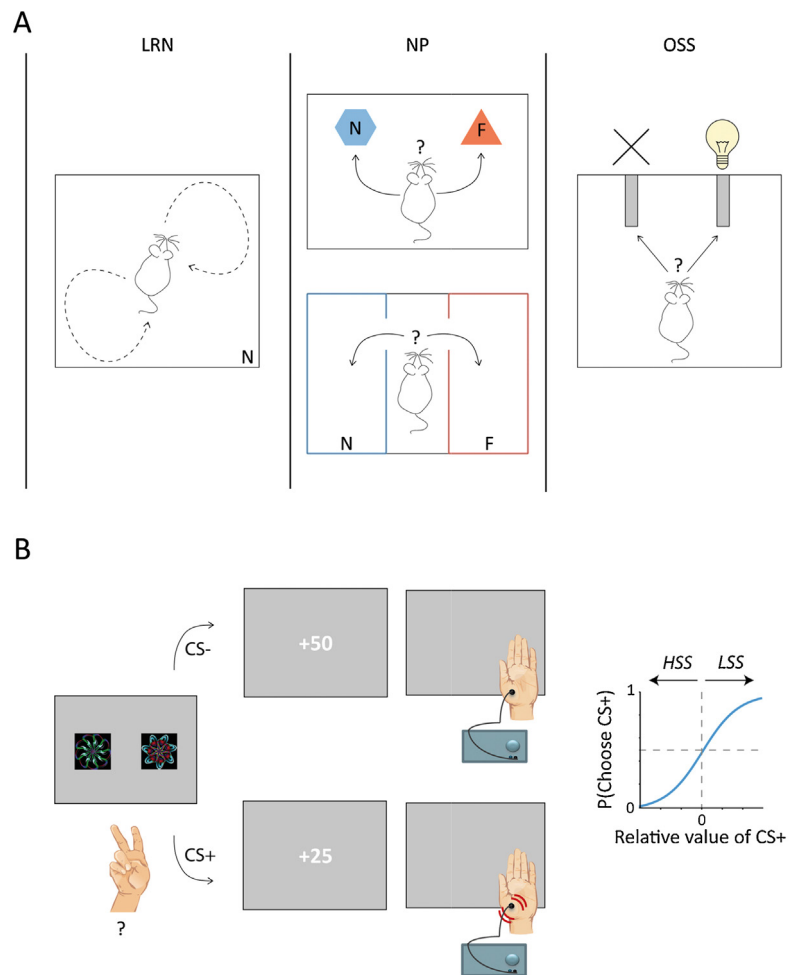 A
LRN
NP
OSS
N
F
?
?
N
?
N
F
B
CS-
+50
HSS
LSS
1
P(Choose CS+)
0
0
Relative value of CS+
CS+
+25
?